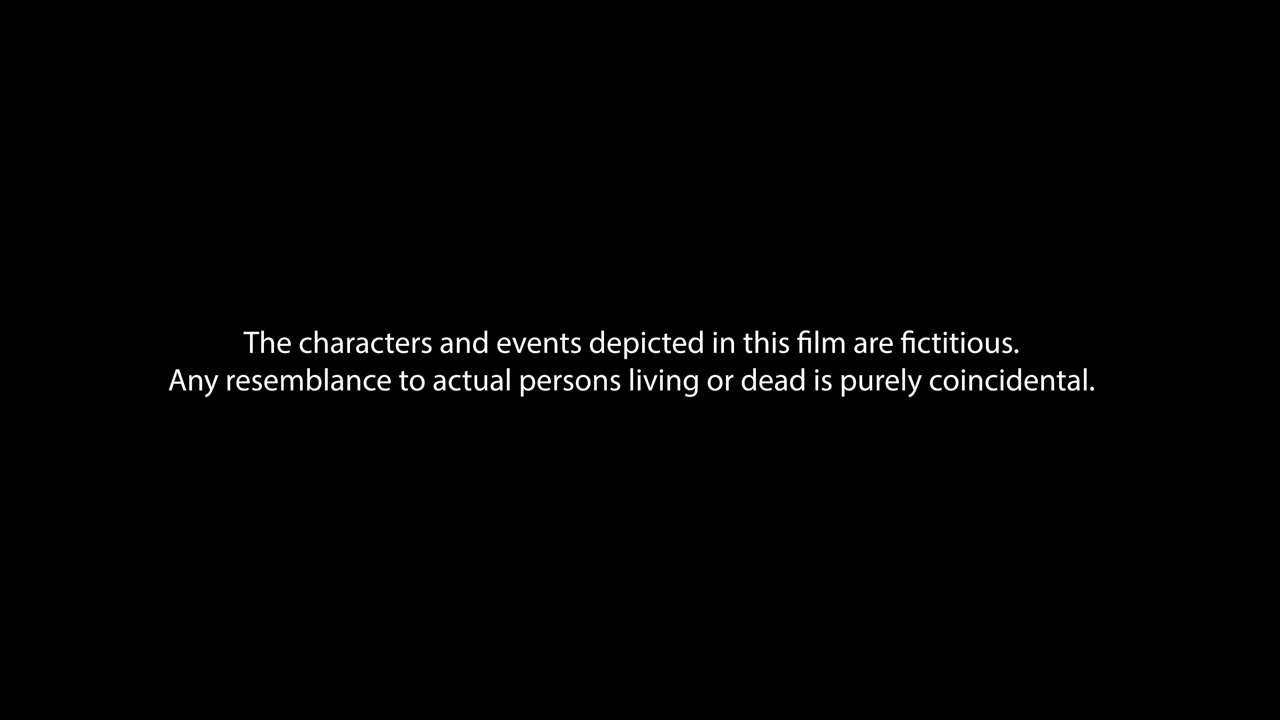 The characters and events depicted in this film are fictitious.
Any resemblance to actual persons living or dead is purely coincidental.